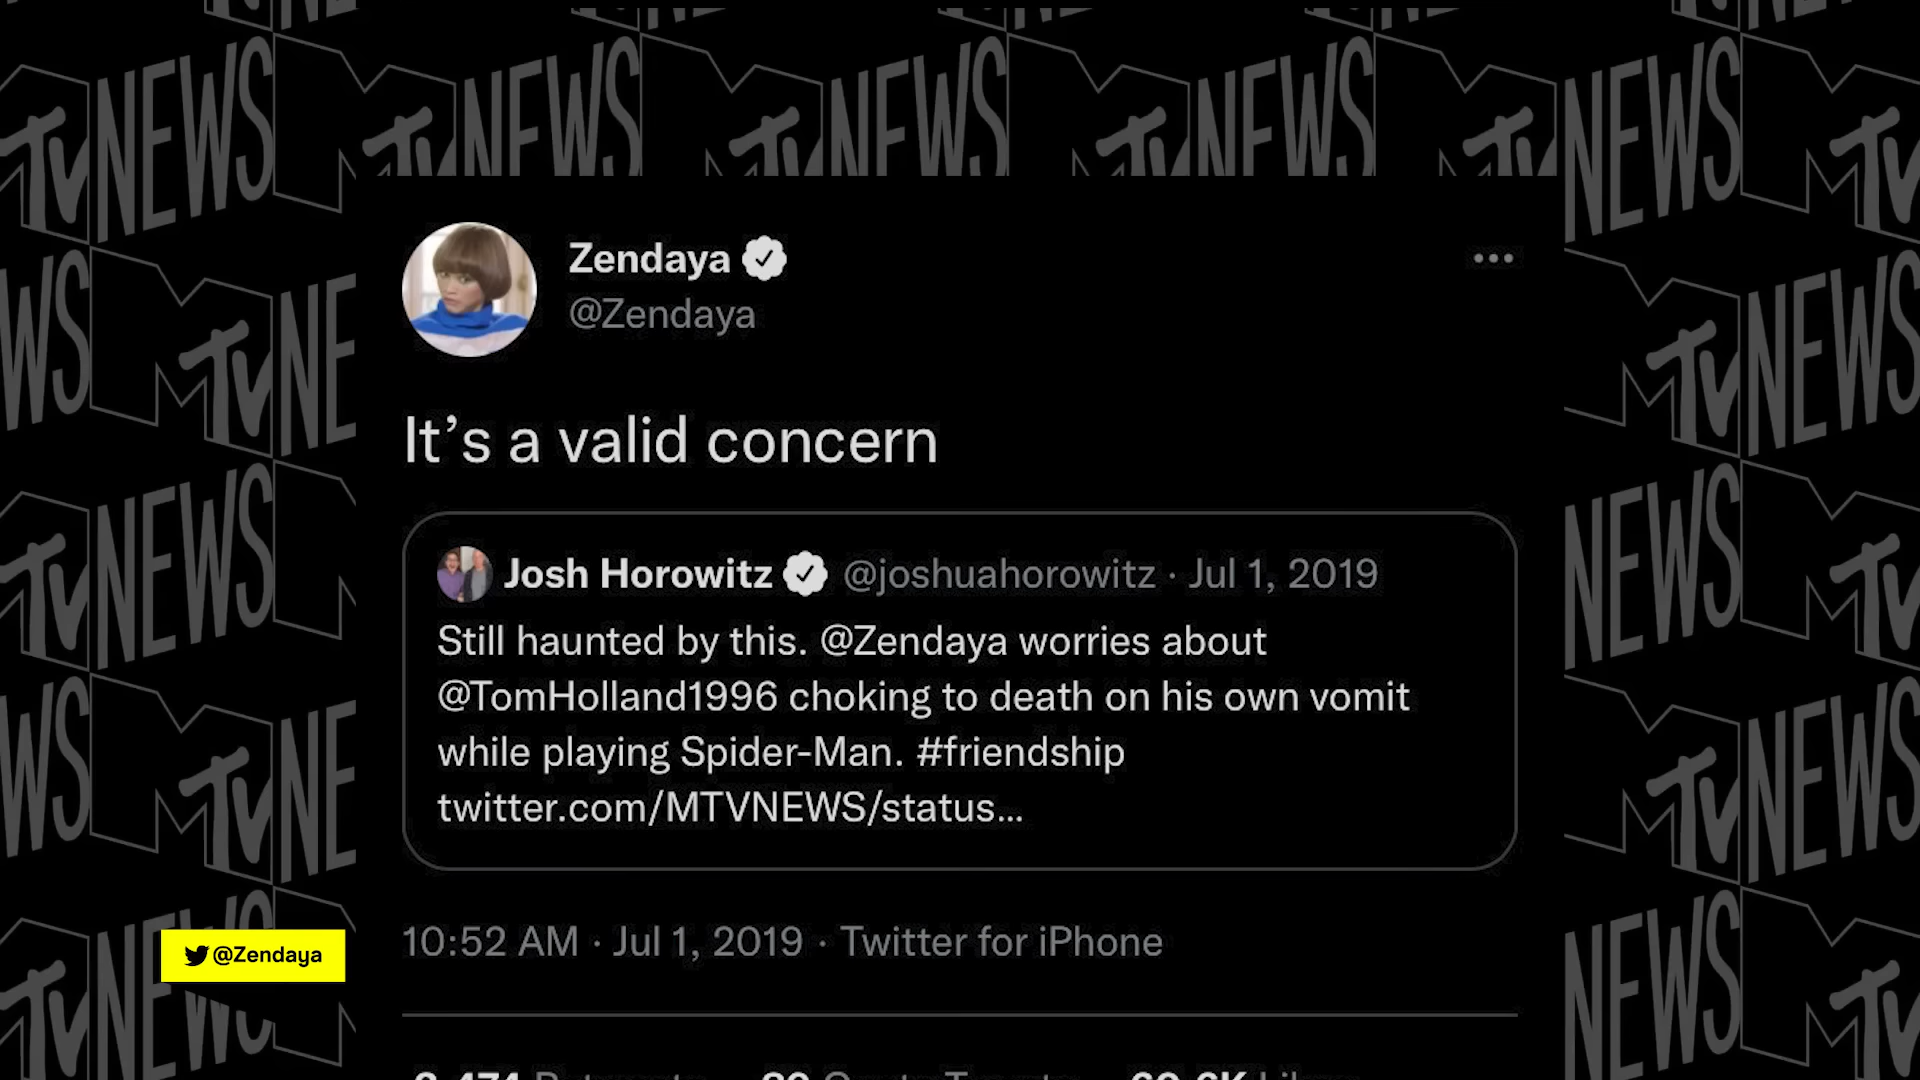 Zendaya
@Zendaya
It’s a valid concern
Josh Horowitz @joshuahorowitz · Jul 1, 2019
Still haunted by this. @Zendaya worries about
@TomHolland1996 choking to death on his own vomit
while playing Spider-Man. #friendship
twitter.com/MTVNEWS/status...
10:52 AM · Jul 1, 2019 · Twitter for iPhone
@Zendaya
MTV NEWS